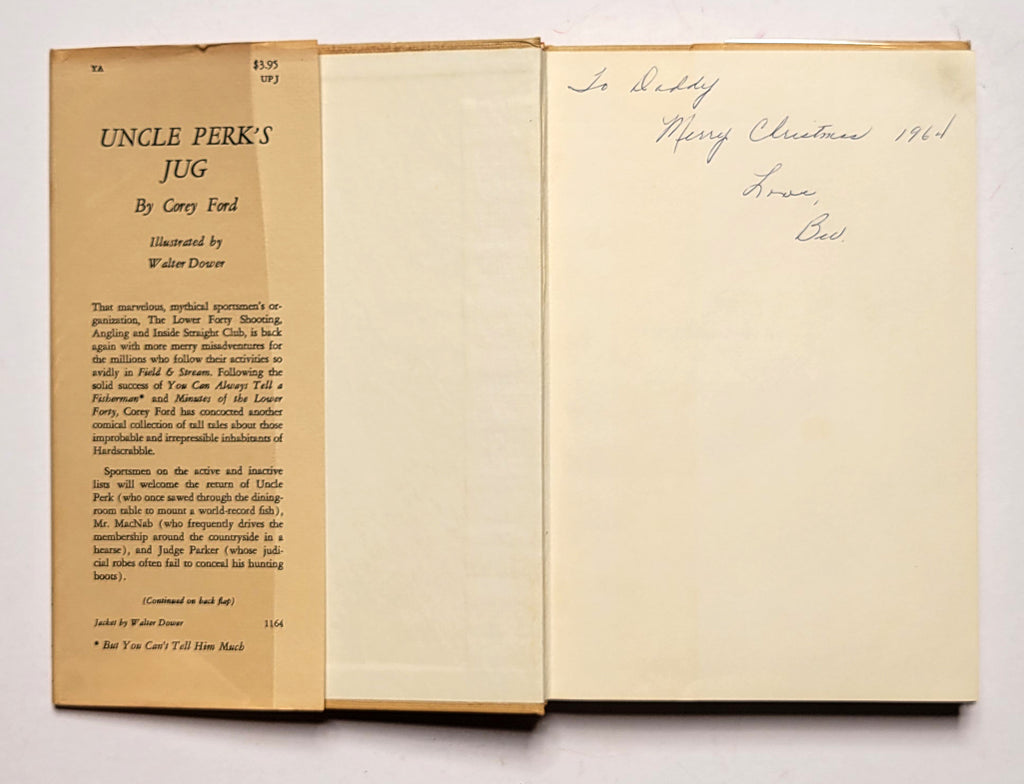 YA
$3.95
UPJ
UNCLE PERK'S
JUG
By Corey Ford
Illustrated by
Walter Dower
That marvelous, mythical sportsmen's or-
ganization, The Lower Forty Shooting,
Angling and Inside Straight Club, is back
again with more merry misadventures for
the millions who follow their activities so
avidly in Field & Stream. Following the
solid success of You Can Always Tell a
Fisherman* and Minutes of the Lower
Forty, Corey Ford has concocted another
comical collection of tall tales about those
improbable and irrepressible inhabitants of
Hardscrabble.
Sportsmen on the active and inactive
lists will welcome the return of Uncle
Perk (who once sawed through the dining-
room table to mount a world-record fish),
Mr. MacNab (who frequently drives the
membership around the countryside in a
hearse), and Judge Parker (whose judi-
cial robes often fail to conceal his hunting
boots).
(Continued on back flap)
Jacket by Walter Dower 1164
* But You Can't Tell Him Much
To Daddy
Merry Christmas 1964
Love,
Bev.